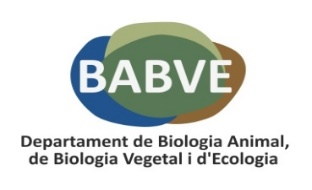 BABVE
Departament de Biologia Animal,
de Biologia Vegetal i d'Ecologia